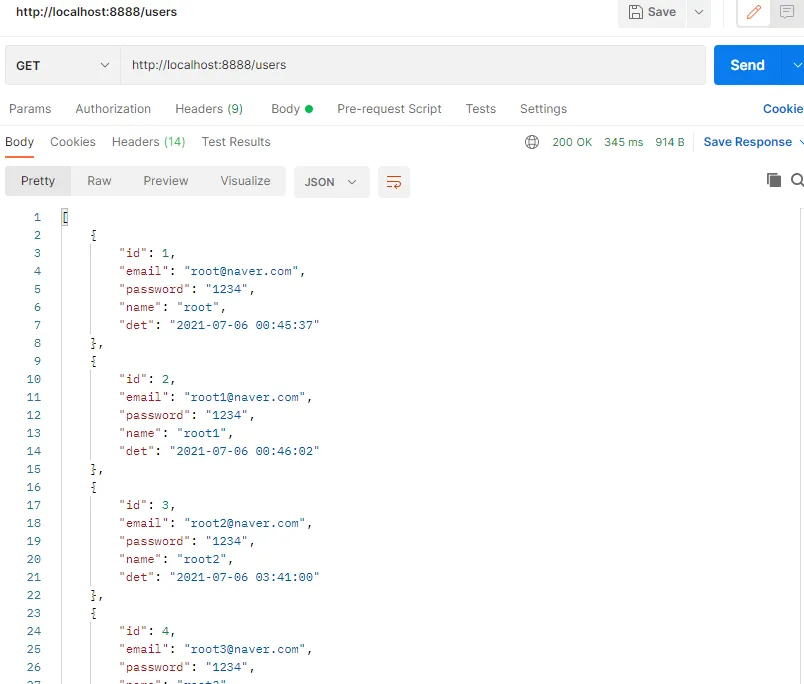 http://localhost:8888/users
Save
GET
http://localhost:8888/users
Send
Params Authorization Headers (9) Body Pre-request Script Tests Settings Cookie
Body Cookies Headers (14) Test Results 200 OK 345 ms 914 B Save Response
Pretty Raw Preview Visualize JSON
1 [
2 {
3 "id": 1,
4 "email": "root@naver.com",
5 "password": "1234",
6 "name": "root",
7 "det": "2021-07-06 00:45:37"
8 },
9 {
10 "id": 2,
11 "email": "root1@naver.com",
12 "password": "1234",
13 "name": "root1",
14 "det": "2021-07-06 00:46:02"
15 },
16 {
17 "id": 3,
18 "email": "root2@naver.com",
19 "password": "1234",
20 "name": "root2",
21 "det": "2021-07-06 03:41:00"
22 },
23 {
24 "id": 4,
25 "email": "root3@naver.com",
26 "password": "1234",